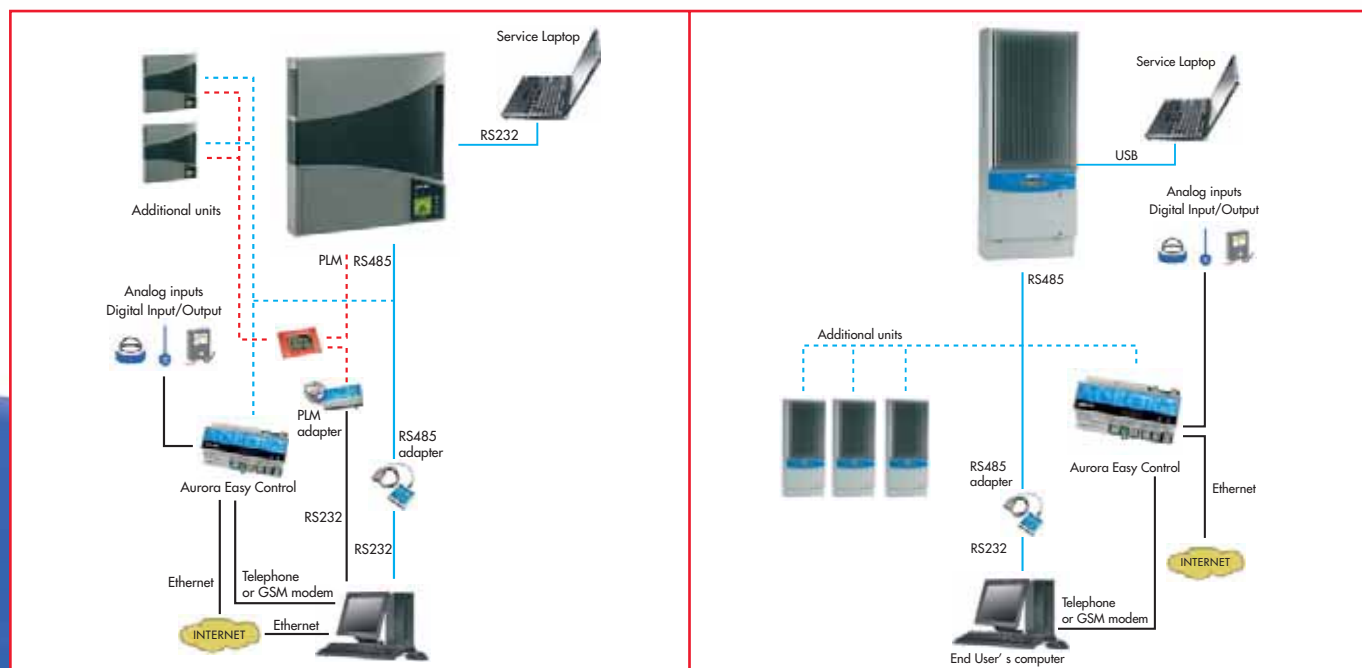 Service Laptop
RS232
Additional units
PLM
RS485
Analog inputs
Digital Input/Output
PLM
adapter
RS485
adapter
Aurora Easy Control
RS232
RS232
Ethernet
Telephone
or GSM modem
INTERNET
Ethernet
Service Laptop
USB
Analog inputs
Digital Input/Output
RS485
Additional units
RS485
adapter
Aurora Easy Control
Ethernet
RS232
INTERNET
Telephone
or GSM modem
End User' s computer